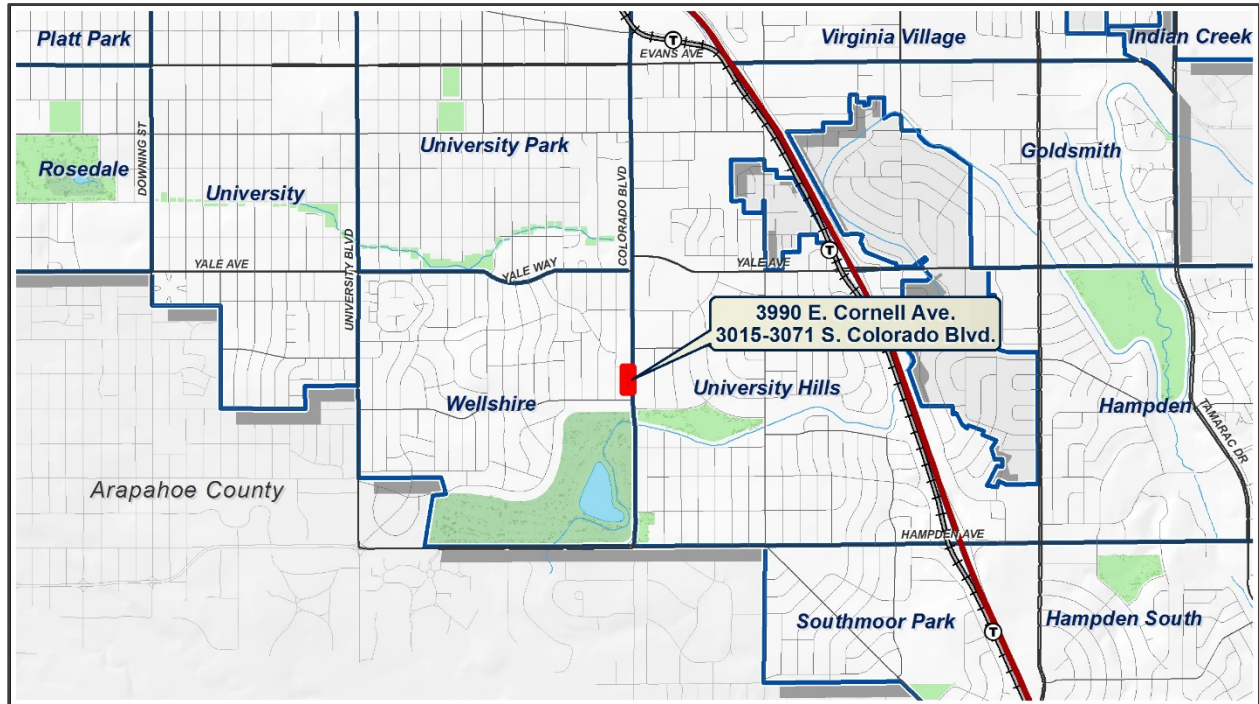 Platt Park
Virginia Village
Indian Creek
T
EVANS AVE
University Park
Goldsmith
Rosedale
DOWNING ST
University
COLORADO BLVD
UNIVERSITY BLVD
T
YALE AVE
YALE WAY
YALE AVE
3990 E. Cornell Ave.
3015-3071 S. Colorado Blvd.
Wellshire
University Hills
Hampden
TAMARAC DR
Arapahoe County
HAMPDEN AVE
Southmoor Park
T
Hampden South